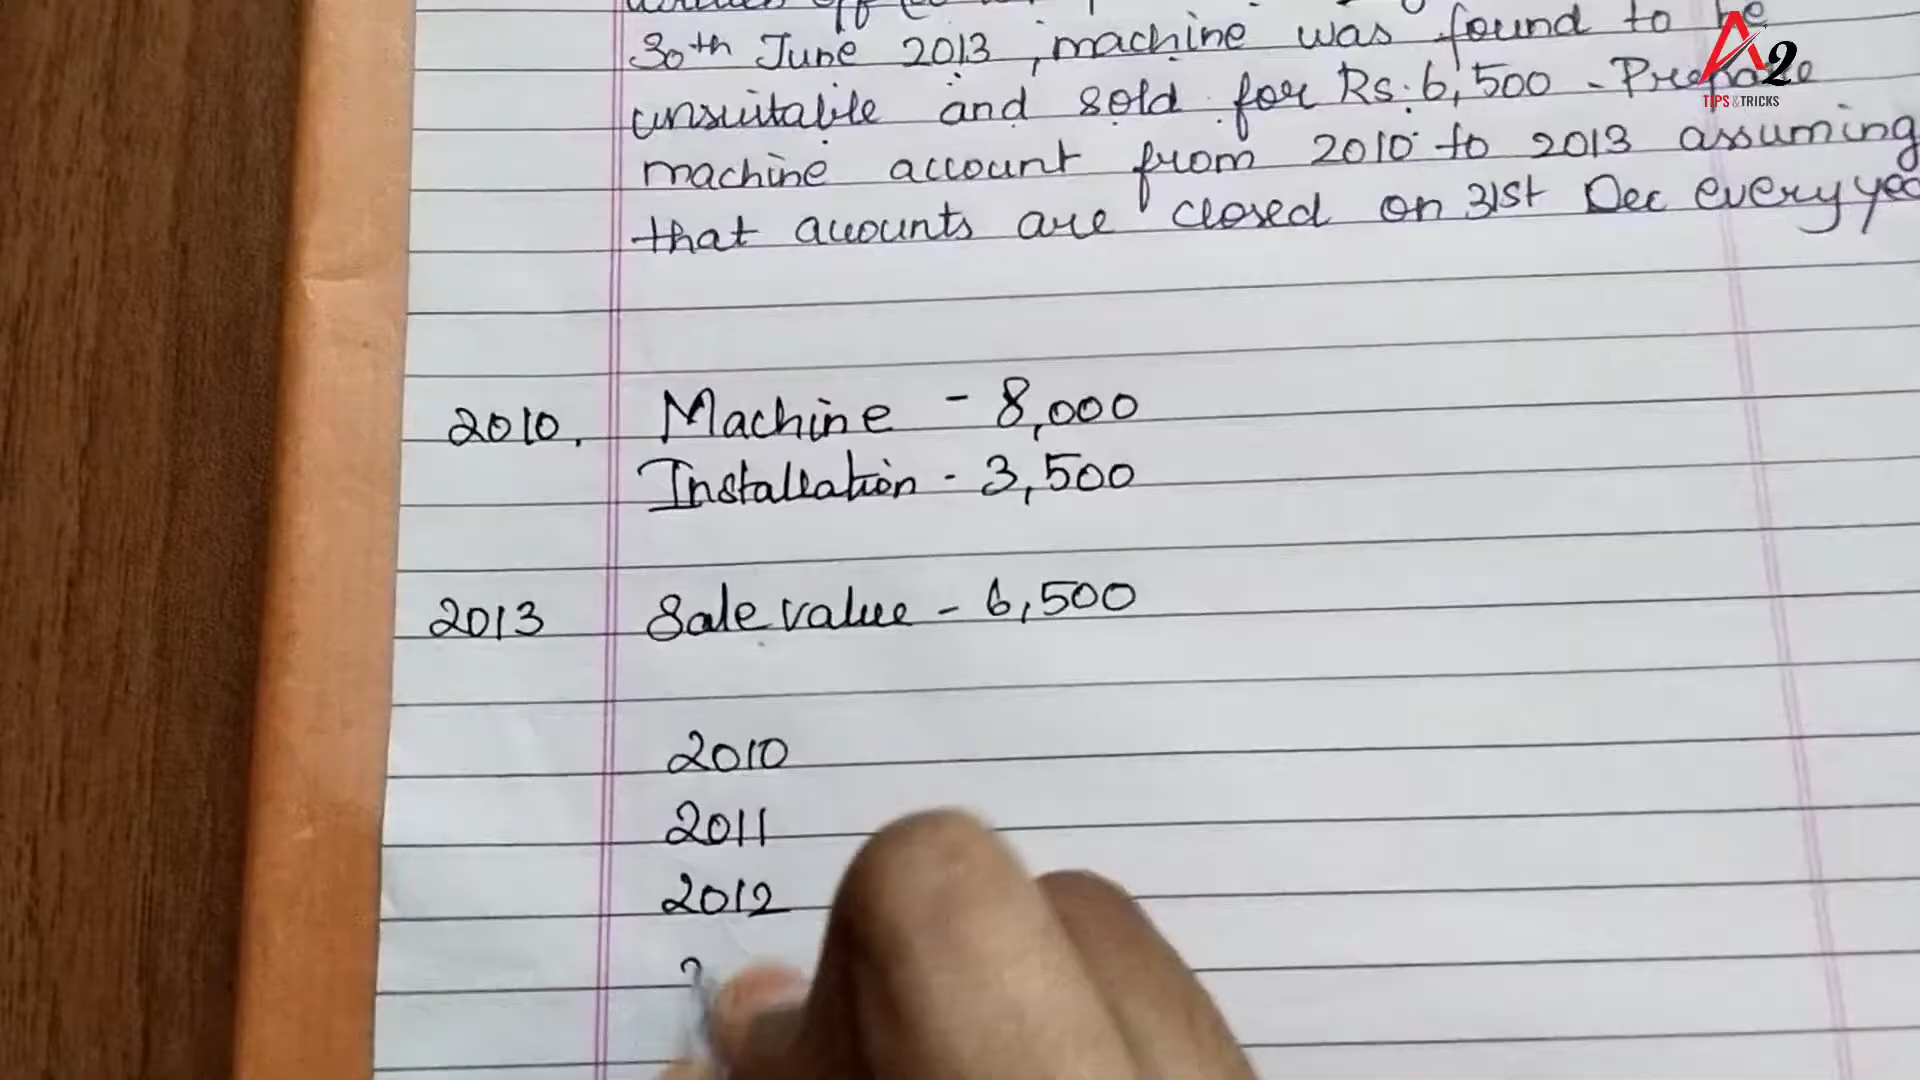 30th June 2013, machine was found to be
unsuitable and sold for Rs. 6,500 - Prepare
machine account from 2010 to 2013 assuming
that accounts are closed on 31st Dec every
2010. Machine - 8,000
Installation - 3,500
2013 Sale value - 6,500
2010
2011
2012
A2
TIPS & TRICKS